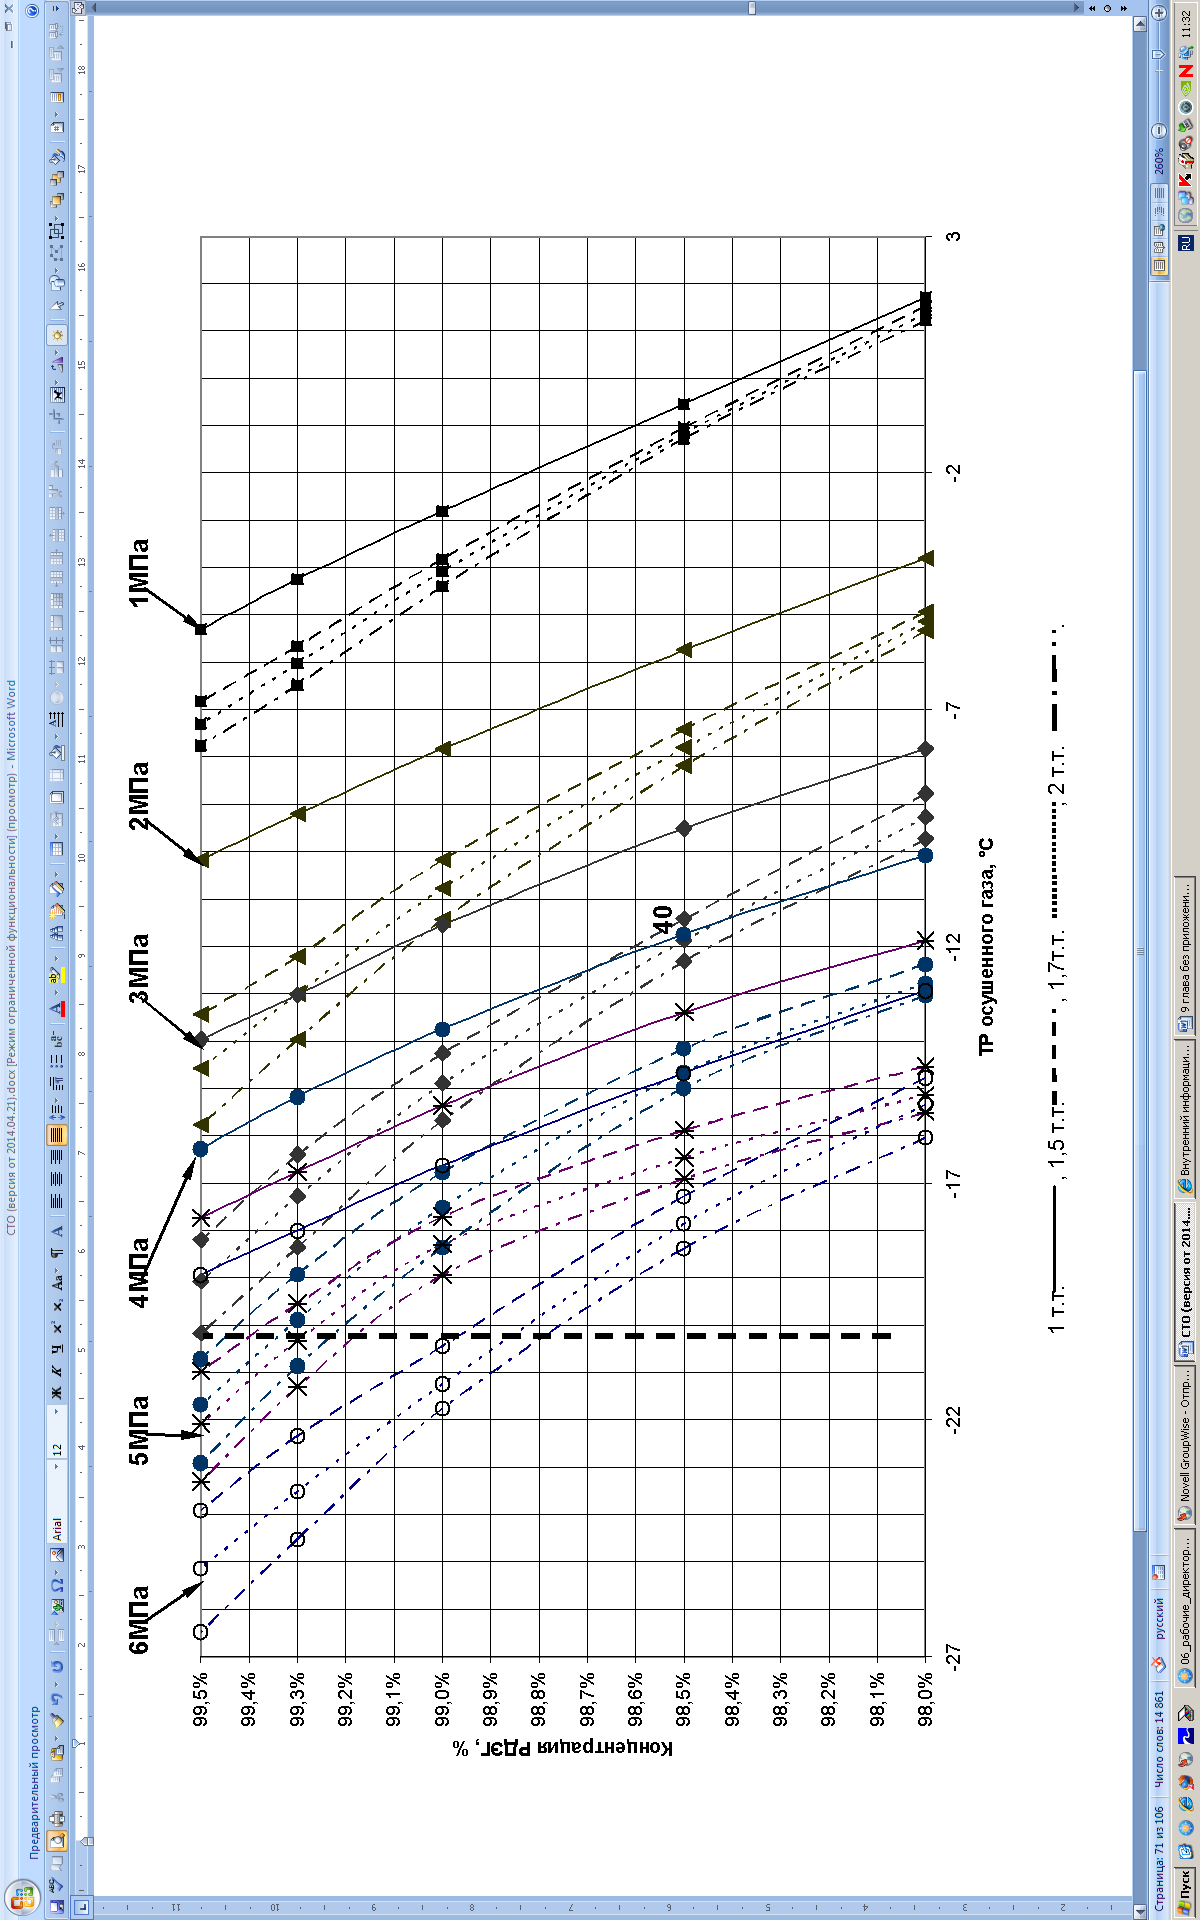 СТО (версия от 2014.04.21).docx [Режим ограниченной функциональности] (просмотр) - Microsoft Word
Предварительный просмотр
Arial
12
Ж К Ч
Aa
¶
A
6МПа
5МПа
4МПа
3МПа
2МПа
1МПа
40
Концентрация РДЭГ, %
99,5%
99,4%
99,3%
99,2%
99,1%
99,0%
98,9%
98,8%
98,7%
98,6%
98,5%
98,4%
98,3%
98,2%
98,1%
98,0%
-27
-22
-17
-12
-7
-2
3
ТР осушенного газа, °С
1 т.т. , 1,5 т.т. , 1,7т.т. , 2 т.т. .
Страница: 71 из 106
Число слов: 14 861
русский
260%
Пуск
06_рабочие_директор...
Novell GroupWise - Отпр...
СТО (версия от 2014....
Внутренний информаци...
9 глава без приложени...
RU
11:32